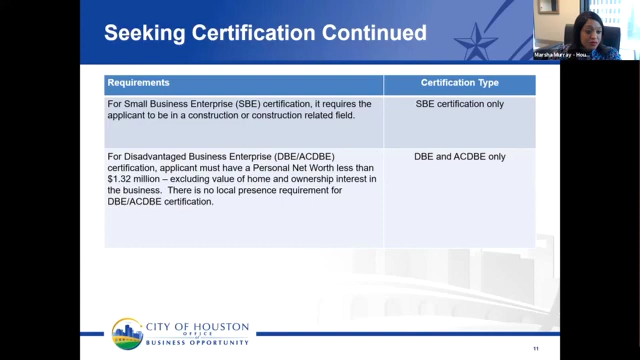 Seeking Certification Continued
Marsha Murray - Hou...
Requirements
Certification Type
For Small Business Enterprise (SBE) certification, it requires the
applicant to be in a construction or construction related field.
SBE certification only
For Disadvantaged Business Enterprise (DBE/ACDBE)
certification, applicant must have a Personal Net Worth less than
$1.32 million – excluding value of home and ownership interest in
the business. There is no local presence requirement for
DBE/ACDBE certification.
DBE and ACDBE only
CITY OF HOUSTON
OFFICE
BUSINESS OPPORTUNITY
11